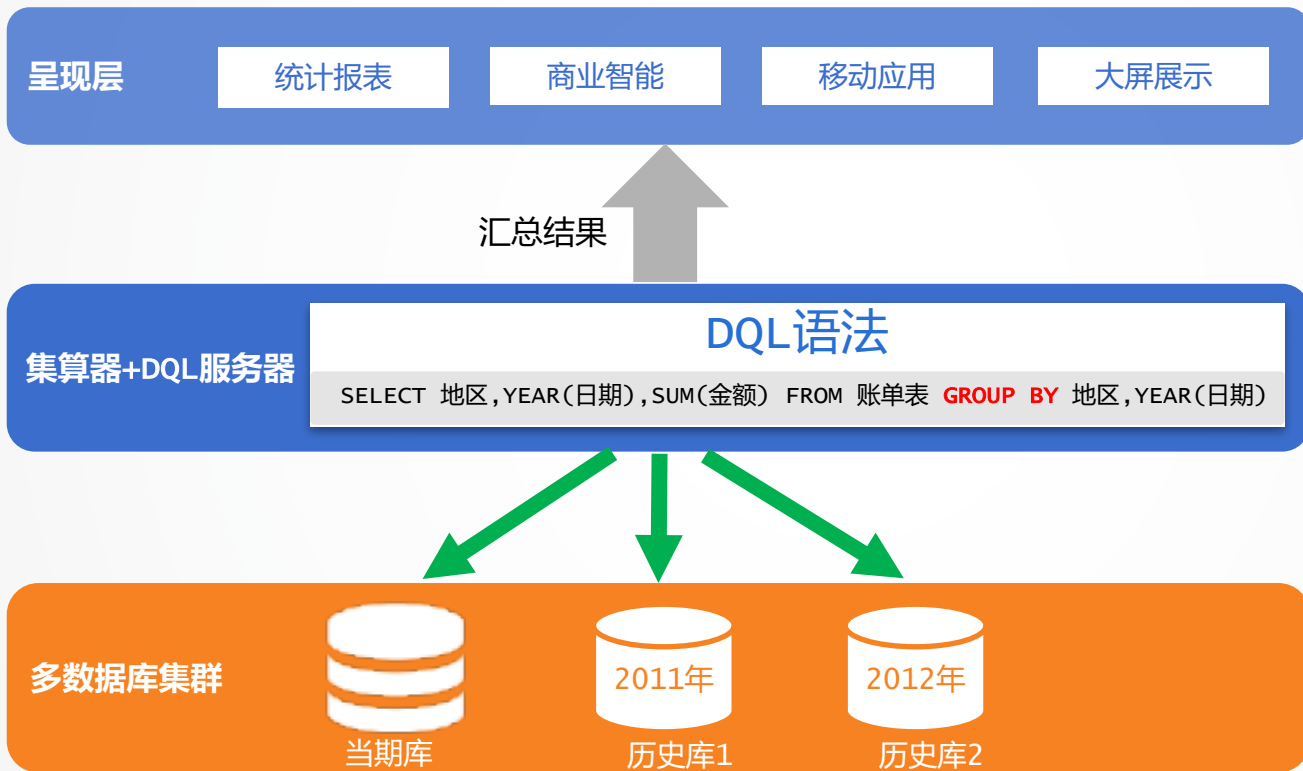 呈现层
统计报表
商业智能
移动应用
大屏展示
汇总结果
集算器+DQL服务器
DQL语法
SELECT 地区,YEAR(日期),SUM(金额) FROM 账单表 GROUP BY 地区,YEAR(日期)
多数据库集群
2011年
2012年
当期库
历史库1
历史库2